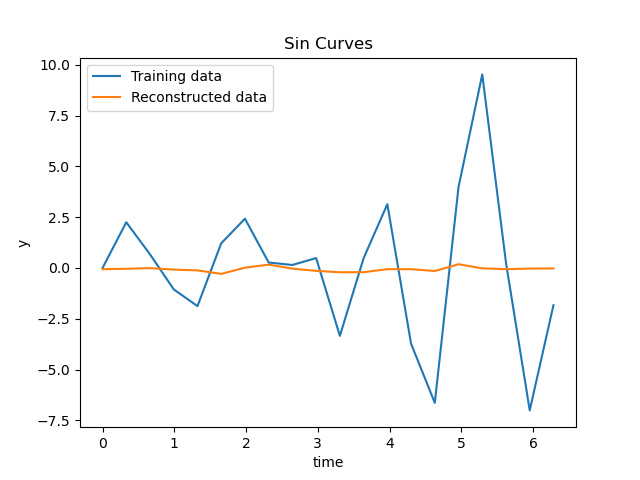 Sin Curves
Training data
Reconstructed data
10.0
7.5
5.0
2.5
0.0
−2.5
−5.0
−7.5
y
0 1 2 3 4 5 6
time